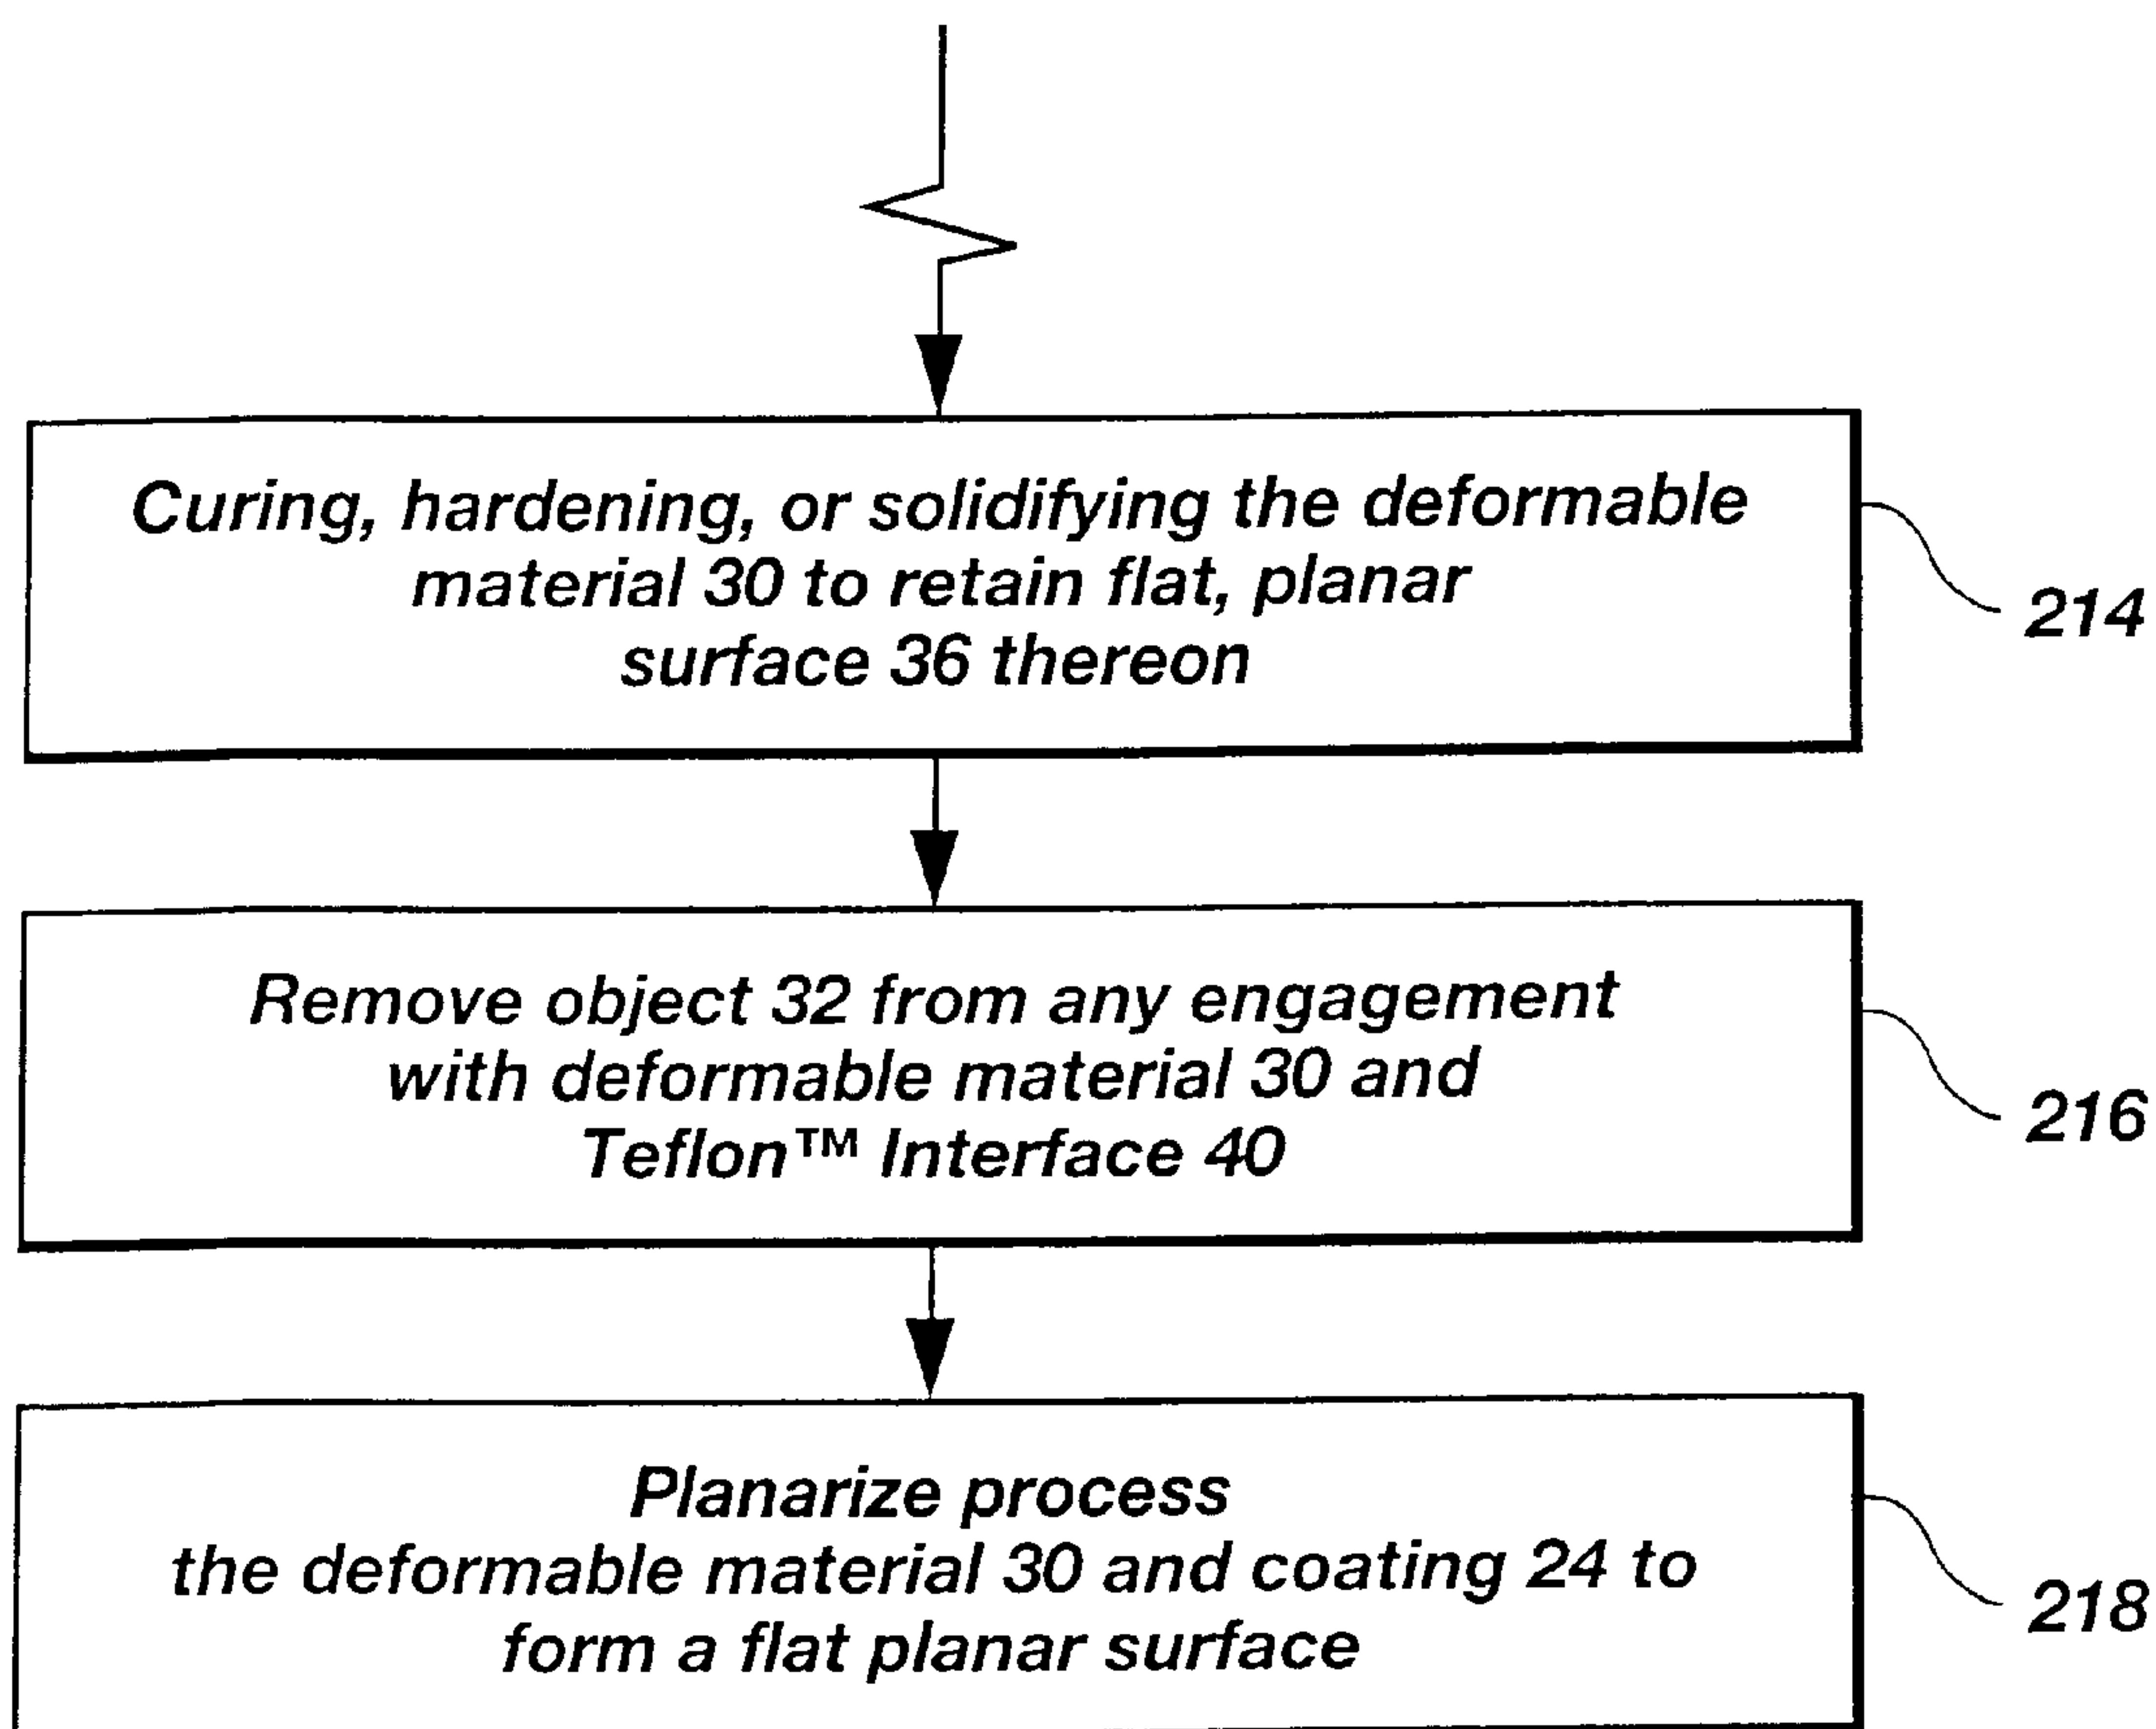 Curing, hardening, or solidifying the deformable
material 30 to retain flat, planar
surface 36 thereon
214
Remove object 32 from any engagement
with deformable material 30 and
Teflon™ Interface 40
216
Planarize process
the deformable material 30 and coating 24 to
form a flat planar surface
218